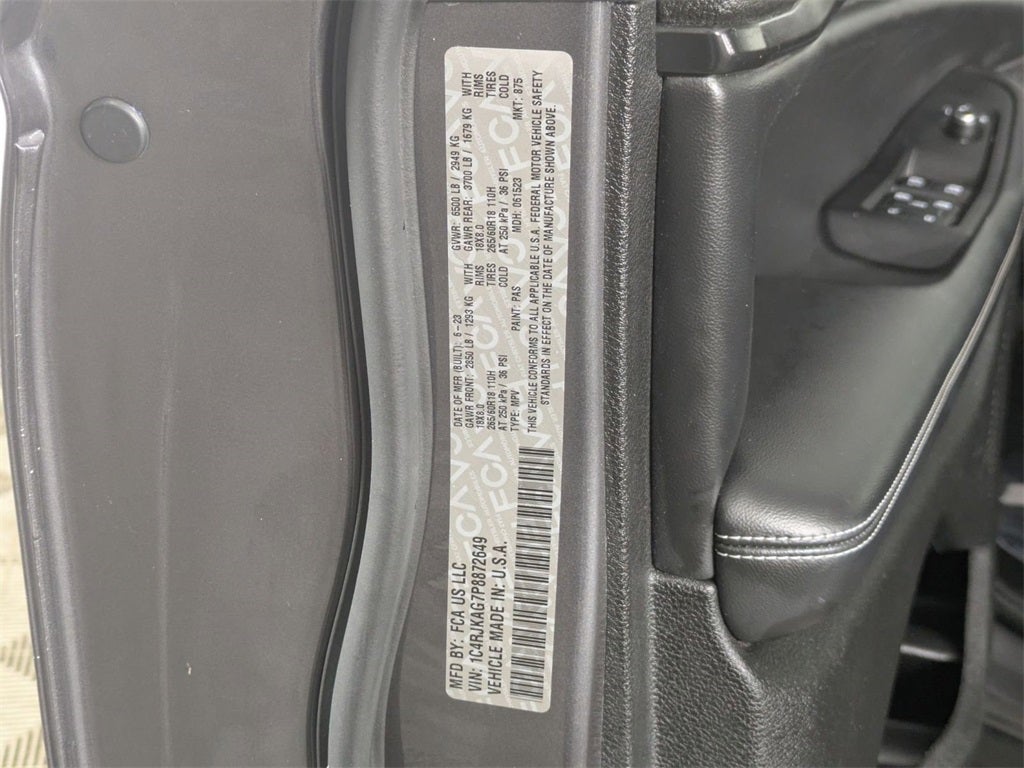 MFD BY: FCA US LLC
VIN: 1C4RJKAG7P8872649
VEHICLE MADE IN: U.S.A.
DATE OF MFR (BUILT): 6-23 GVWR: 6500 LB / 2949 KG
GAWR FRONT: 2850 LB / 1293 KG WITH GAWR REAR: 3700 LB / 1679 KG WITH
18X8.0 RIMS 18X8.0 RIMS
265/60R18 110H TIRES 265/60R18 110H TIRES
AT 250 kPa / 36 PSI COLD AT 250 kPa / 36 PSI COLD
TYPE: MPV PAINT: PAS MDH: 061523 MKT: 875
THIS VEHICLE CONFORMS TO ALL APPLICABLE U.S.A. FEDERAL MOTOR VEHICLE SAFETY
STANDARDS IN EFFECT ON THE DATE OF MANUFACTURE SHOWN ABOVE.